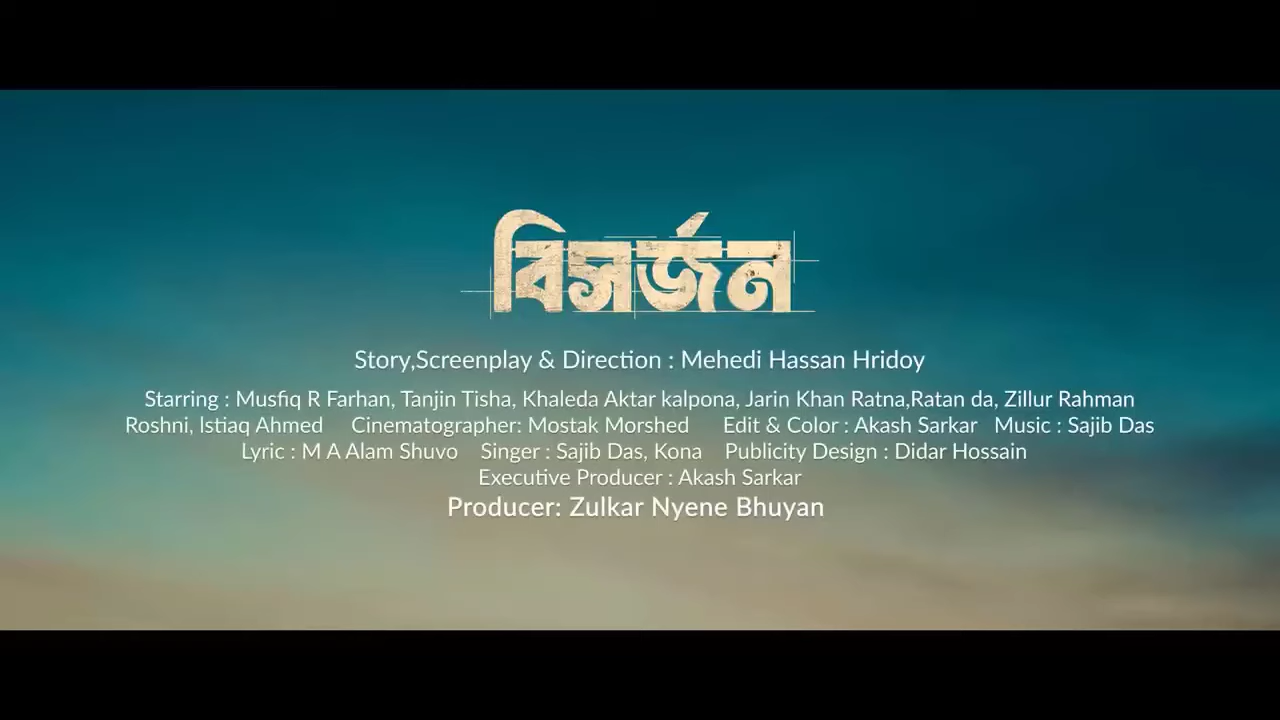 বিসর্জন
Story,Screenplay & Direction : Mehedi Hassan Hridoy
Starring : Musfiq R Farhan, Tanjin Tisha, Khaleda Aktar kalpona, Jarin Khan Ratna,Ratan da, Zillur Rahman
Roshni, Istiaq Ahmed Cinematographer: Mostak Morshed Edit & Color : Akash Sarkar Music : Sajib Das
Lyric : M A Alam Shuvo Singer : Sajib Das, Kona Publicity Design : Didar Hossain
Executive Producer : Akash Sarkar
Producer: Zulkar Nyene Bhuyan